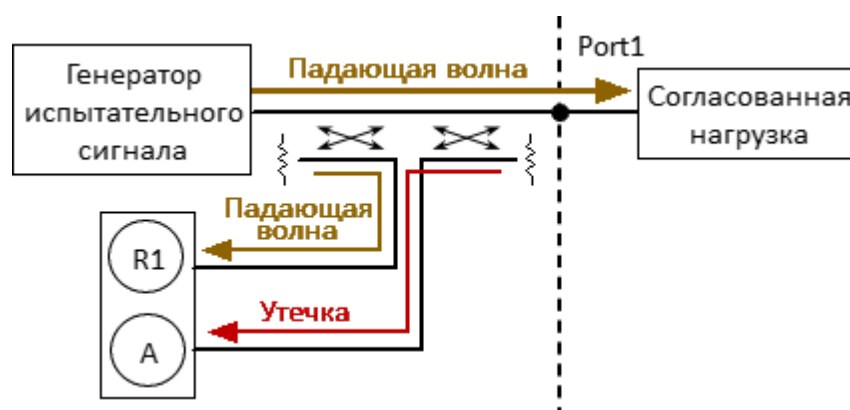 Генератор
испытательного
сигнала
Падающая волна
Port1
Согласованная
нагрузка
Падающая
волна
R1
Утечка
A